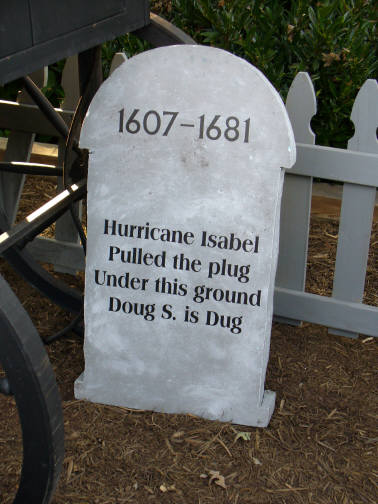 1607-1681
Hurricane Isabel
Pulled the plug
Under this ground
Doug S. is Dug